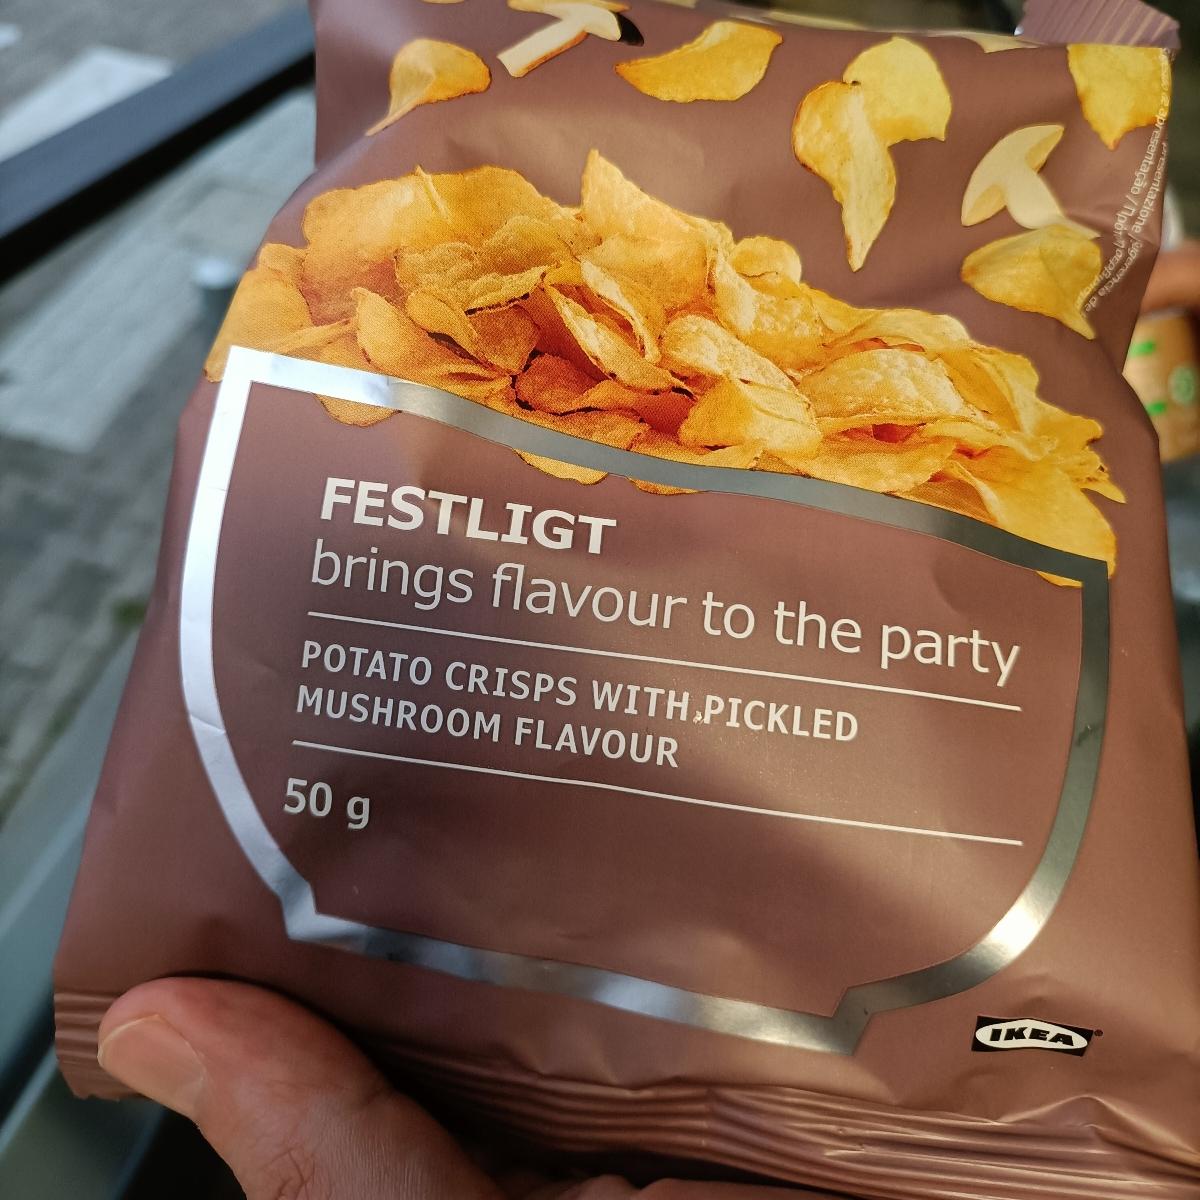 FESTLIGT
brings flavour to the party
POTATO CRISPS WITH PICKLED
MUSHROOM FLAVOUR
50 g
IKEA